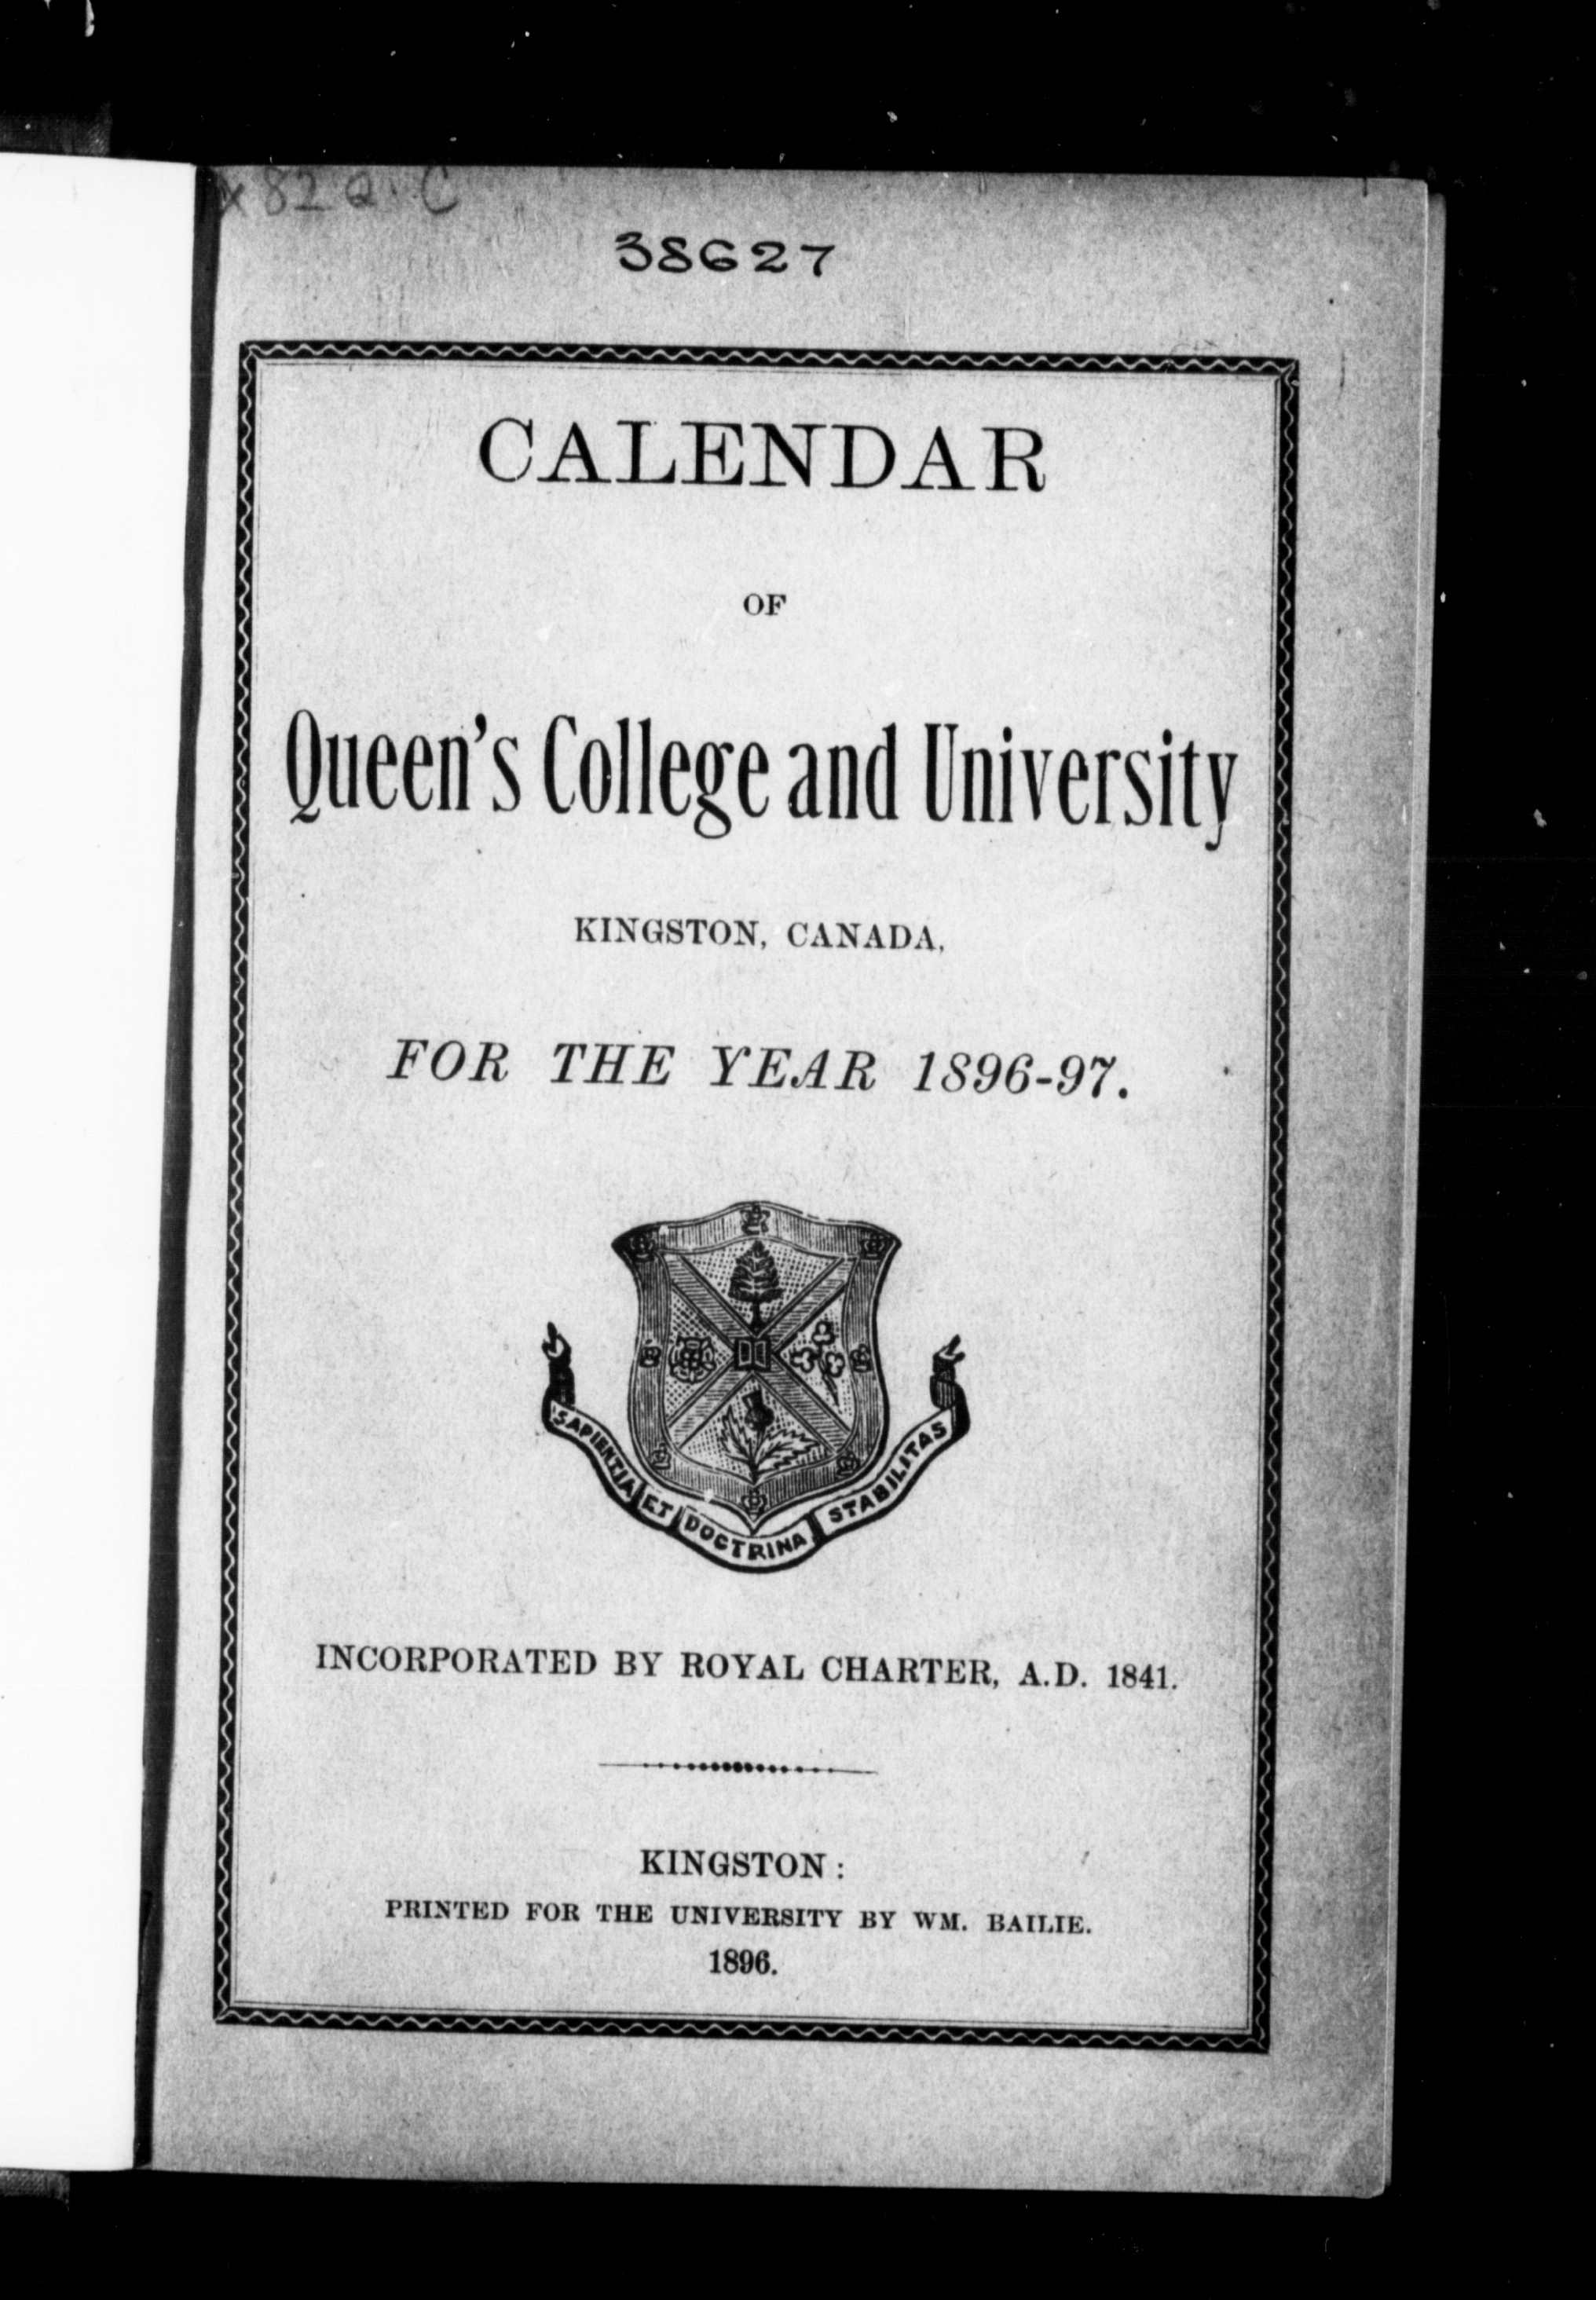 38627
CALENDAR
OF
Queen's College and University
KINGSTON, CANADA,
FOR THE YEAR 1896-97.
SAPIENTIA ET DOCTRINA STABILITAS
INCORPORATED BY ROYAL CHARTER, A.D. 1841.
KINGSTON:
PRINTED FOR THE UNIVERSITY BY WM. BAILIE.
1896.